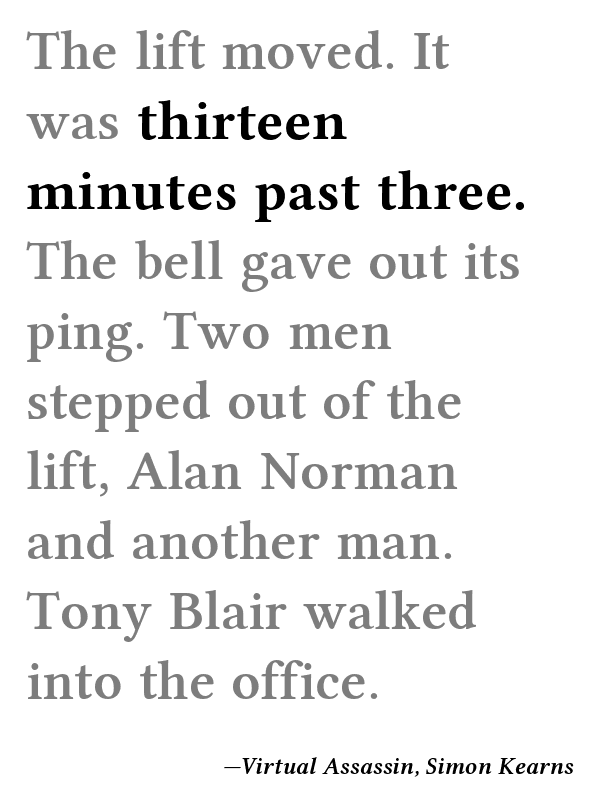 The lift moved. It
was thirteen
minutes past three.
The bell gave out its
ping. Two men
stepped out of the
lift, Alan Norman
and another man.
Tony Blair walked
into the office.
—Virtual Assassin, Simon Kearns